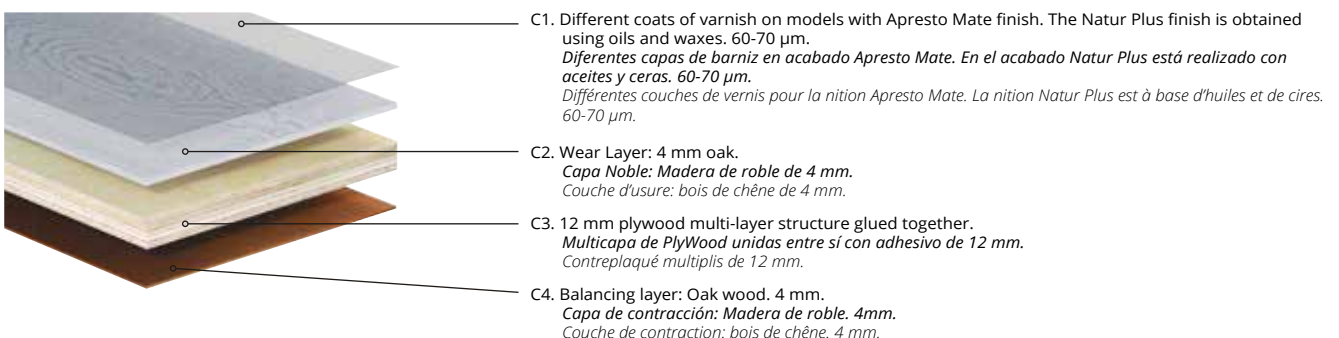 C1. Different coats of varnish on models with Apresto Mate finish. The Natur Plus finish is obtained
using oils and waxes. 60-70 µm.
Diferentes capas de barniz en acabado Apresto Mate. En el acabado Natur Plus está realizado con
aceites y ceras. 60-70 µm.
Différentes couches de vernis pour la nition Apresto Mate. La nition Natur Plus est à base d’huiles et de cires.
60-70 µm.
C2. Wear Layer: 4 mm oak.
Capa Noble: Madera de roble de 4 mm.
Couche d’usure: bois de chêne de 4 mm.
C3. 12 mm plywood multi-layer structure glued together.
Multicapa de PlyWood unidas entre sí con adhesivo de 12 mm.
Contreplaqué multiplis de 12 mm.
C4. Balancing layer: Oak wood. 4 mm.
Capa de contracción: Madera de roble. 4mm.
Couche de contraction: bois de chêne. 4 mm.